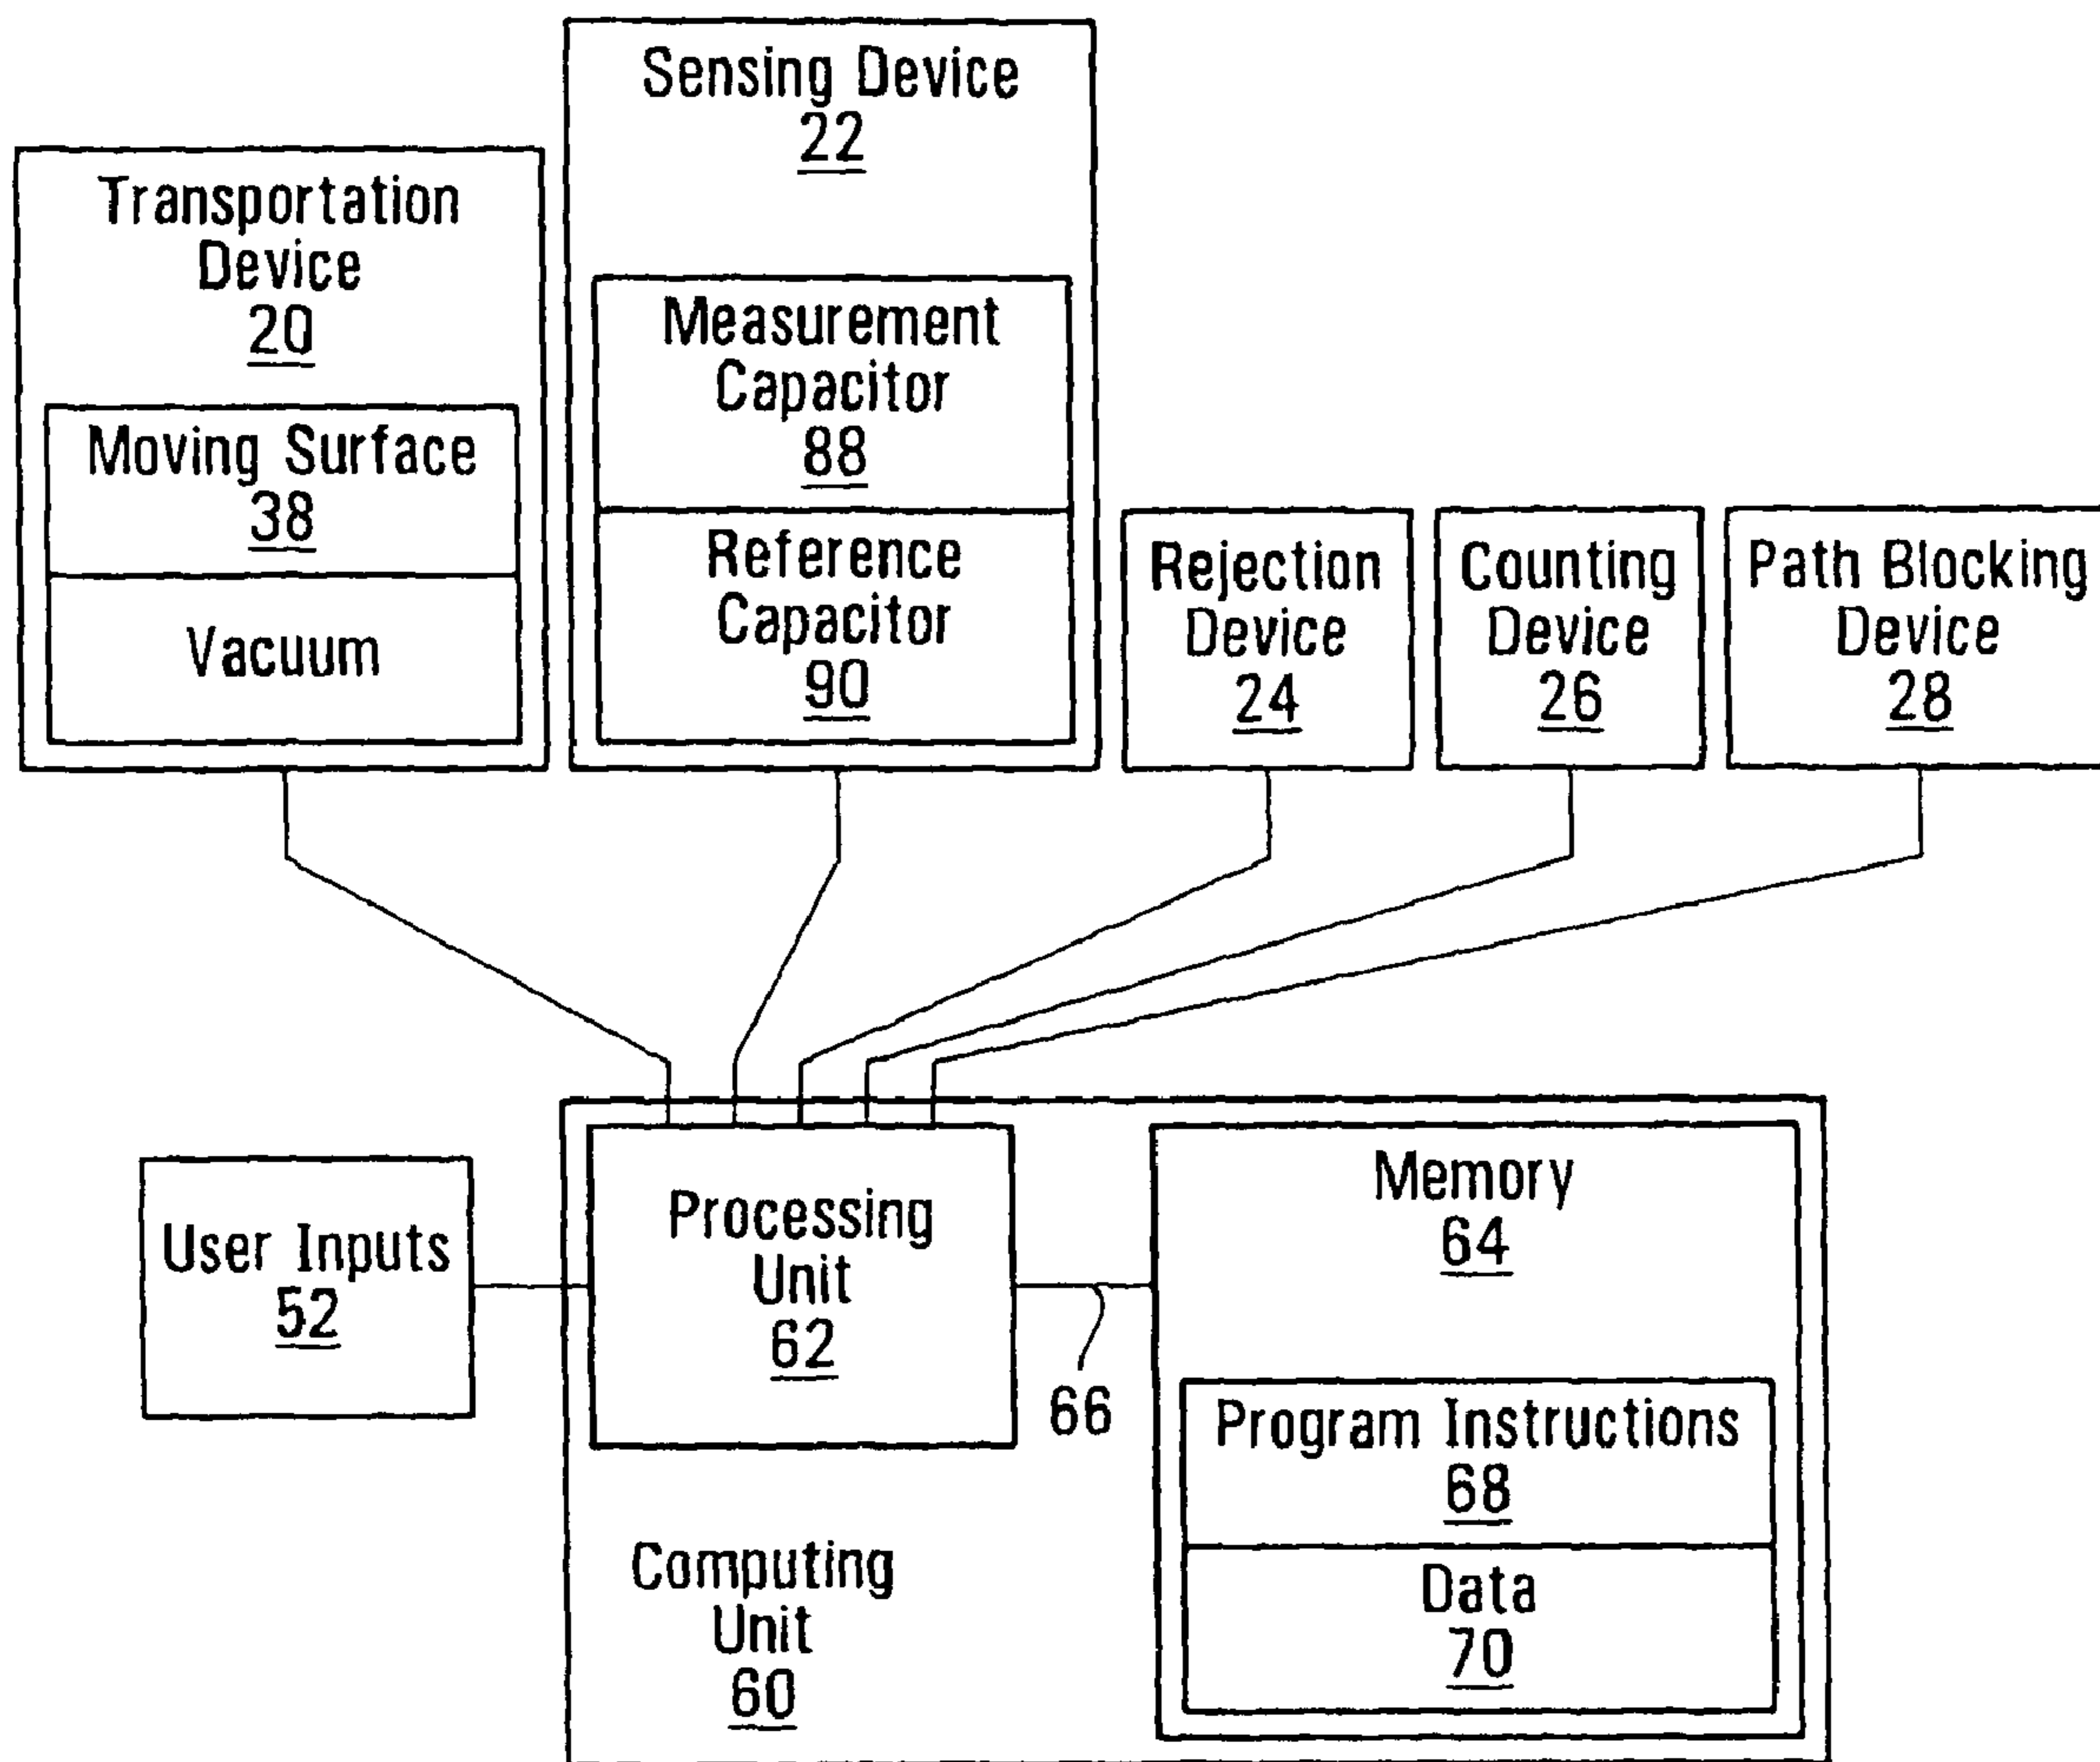 Sensing Device
22
Transportation
Device
20
Measurement
Capacitor
88
Moving Surface
38
Vacuum
Reference
Capacitor
90
Rejection
Device
24
Counting
Device
26
Path Blocking
Device
28
User Inputs
52
Processing
Unit
62
66
Memory
64
Program Instructions
68
Data
70
Computing
Unit
60